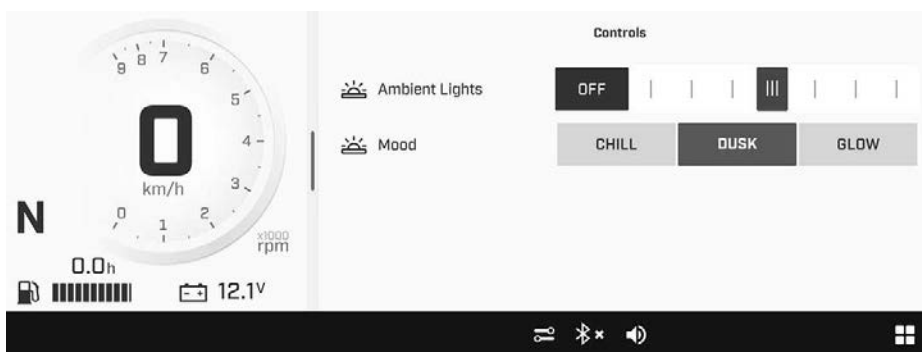 Controls
9 8 7 6
5
4
3
0 1 2
0
km/h
x1000
rpm
N
0.0h
12.1V
Ambient Lights
OFF
Mood
CHILL
DUSK
GLOW